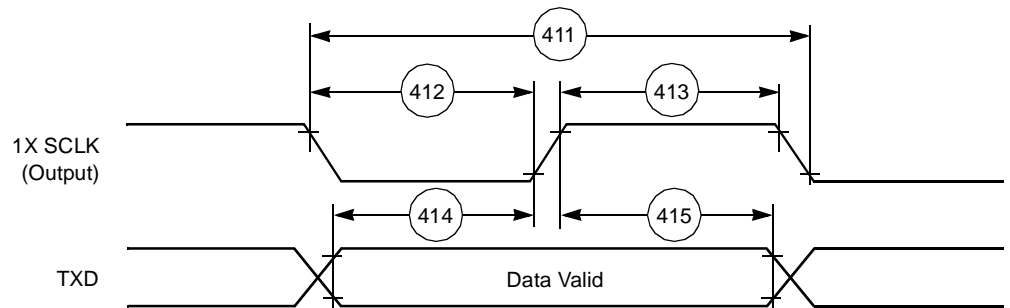 411
412
413
1X SCLK
(Output)
414
415
TXD
Data Valid